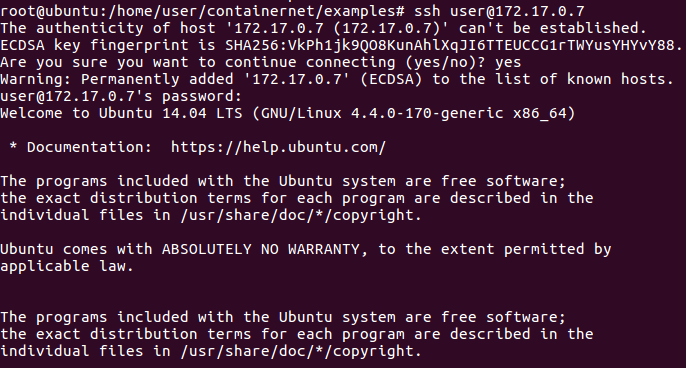 root@ubuntu:/home/user/containernet/examples# ssh user@172.17.0.7
The authenticity of host '172.17.0.7 (172.17.0.7)' can't be established.
ECDSA key fingerprint is SHA256:VkPh1jk9QO8KunAhlXqJI6TTEUCCG1rTWYusYHYvY88.
Are you sure you want to continue connecting (yes/no)? yes
Warning: Permanently added '172.17.0.7' (ECDSA) to the list of known hosts.
user@172.17.0.7's password:
Welcome to Ubuntu 14.04 LTS (GNU/Linux 4.4.0-170-generic x86_64)
* Documentation:  https://help.ubuntu.com/
The programs included with the Ubuntu system are free software;
the exact distribution terms for each program are described in the
individual files in /usr/share/doc/*/copyright.
Ubuntu comes with ABSOLUTELY NO WARRANTY, to the extent permitted by
applicable law.
The programs included with the Ubuntu system are free software;
the exact distribution terms for each program are described in the
individual files in /usr/share/doc/*/copyright.